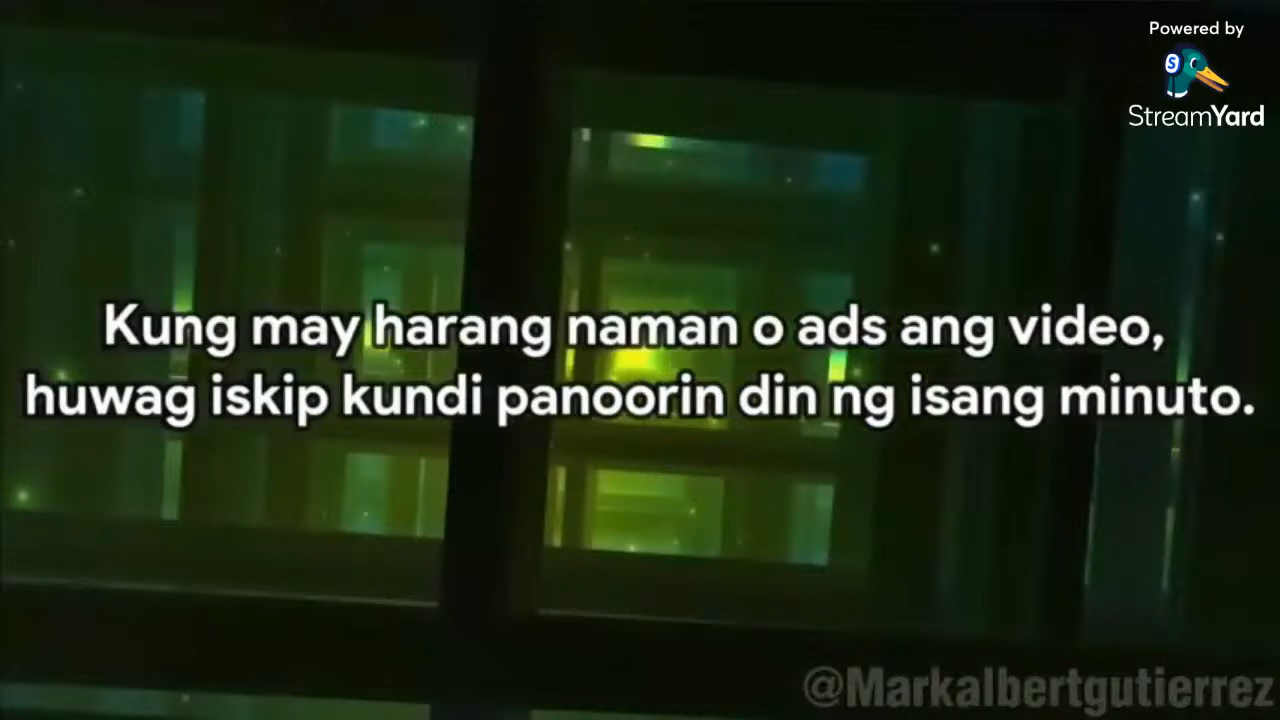 Powered by
StreamYard
Kung may harang naman o ads ang video,
huwag iskip kundi panoorin din ng isang minuto.
@Markalbertgutierrez